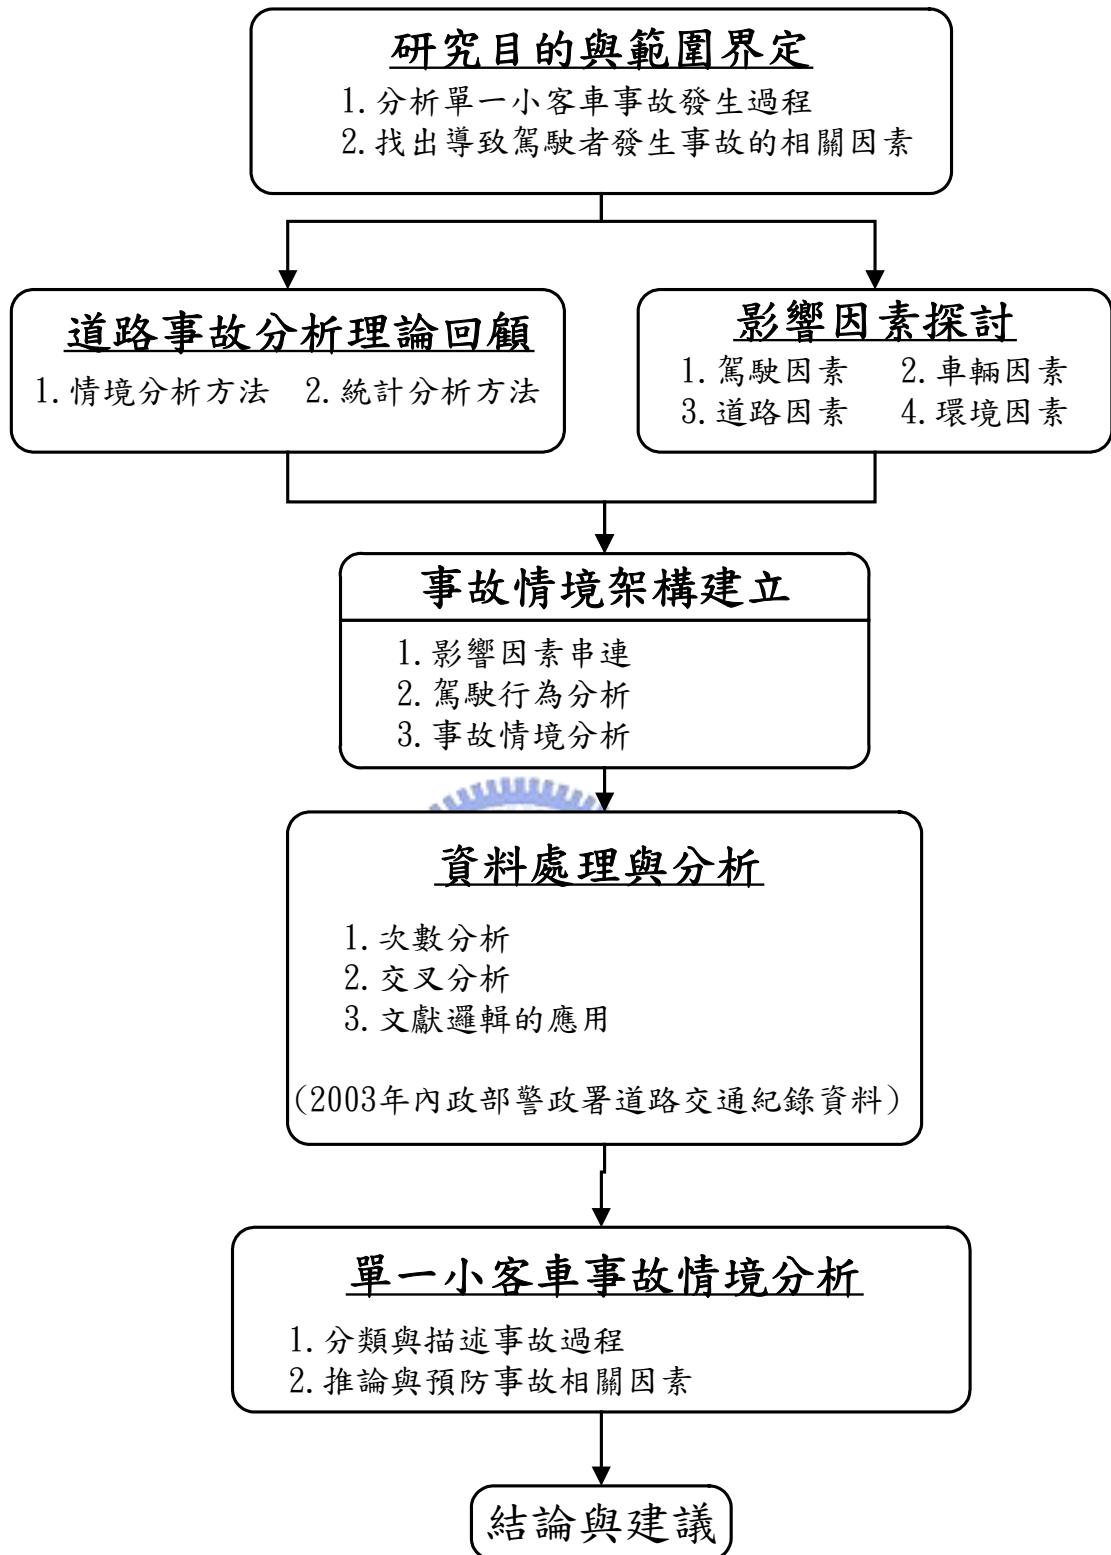 研究目的與範圍界定
1.分析單一小客車事故發生過程
2.找出導致駕駛者發生事故的相關因素
道路事故分析理論回顧
1.情境分析方法 2.統計分析方法
影響因素探討
1.駕駛因素 2.車輛因素
3.道路因素 4.環境因素
事故情境架構建立
1.影響因素串連
2.駕駛行為分析
3.事故情境分析
資料處理與分析
1.次數分析
2.交叉分析
3.文獻邏輯的應用
(2003年內政部警政署道路交通紀錄資料)
單一小客車事故情境分析
1.分類與描述事故過程
2.推論與預防事故相關因素
結論與建議